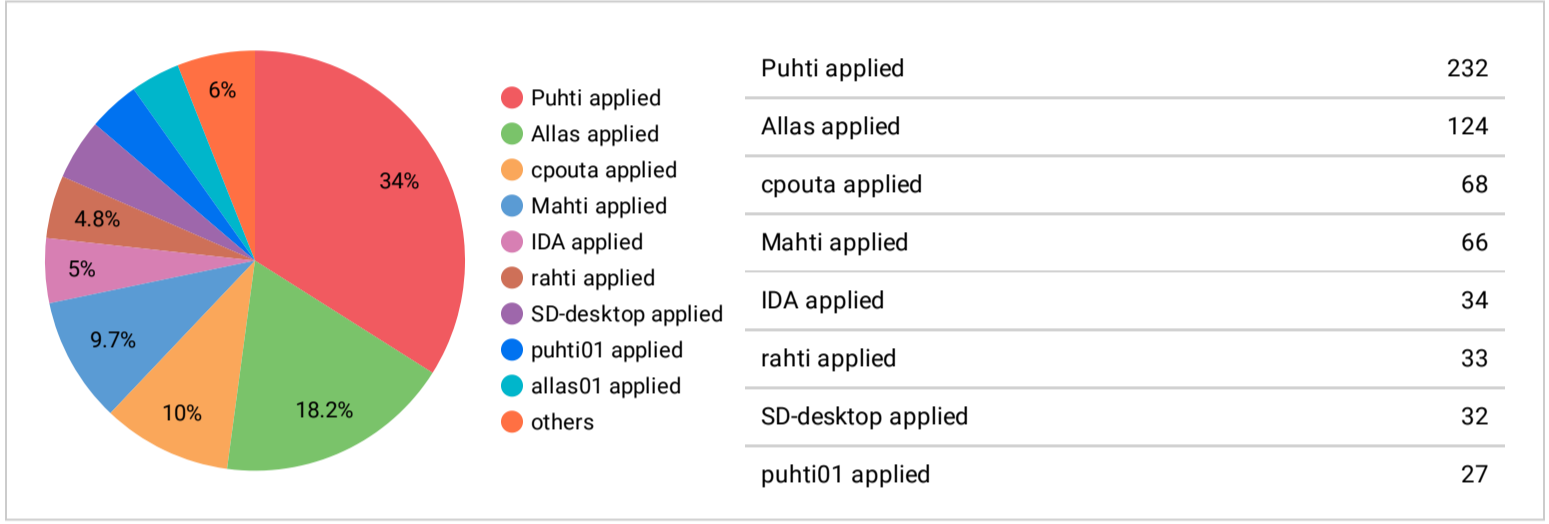 6%
34%
4.8%
5%
9.7%
10%
18.2%
Puhti applied
Allas applied
cpouta applied
Mahti applied
IDA applied
rahti applied
SD-desktop applied
puhti01 applied
allas01 applied
others
Puhti applied 232
Allas applied 124
cpouta applied 68
Mahti applied 66
IDA applied 34
rahti applied 33
SD-desktop applied 32
puhti01 applied 27